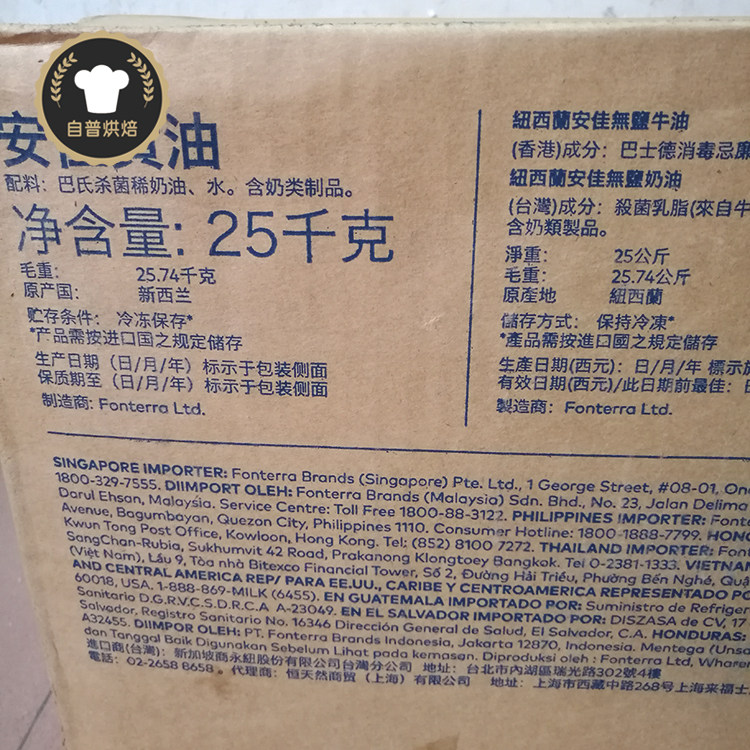 自普烘焙
安佳黄油
配料：巴氏杀菌稀奶油、水。含奶类制品。
净含量: 25千克
毛重： 25.74千克
原产国： 新西兰
贮存条件： 冷冻保存*
*产品需按进口国之规定储存
生产日期（日/月/年）标示于包装侧面
保质期至（日/月/年）标示于包装侧面
制造商: Fonterra Ltd.
紐西蘭安佳無鹽牛油
(香港)成分：巴士德消毒忌廉
紐西蘭安佳無鹽奶油
(台灣)成分：殺菌乳脂(來自牛
含奶類製品。
淨重： 25公斤
毛重： 25.74公斤
原產地 紐西蘭
儲存方式： 保持冷凍*
*產品需按進口國之規定儲存
生產日期(西元)：日/月/年 標示於
有效日期(西元)/此日期前最佳：
製造商：Fonterra Ltd.
SINGAPORE IMPORTER: Fonterra Brands (Singapore) Pte. Ltd., 1 George Street, #08-01, One
1800-329-7555. DIIMPORT OLEH: Fonterra Brands (Malaysia) Sdn. Bhd., No. 23, Jalan Delima
Darul Ehsan, Malaysia. Service Centre: Toll Free 1800-88-3122. PHILIPPINES IMPORTER: Fonte
Avenue, Bagumbayan, Quezon City, Philippines 1110. Consumer Hotline: 1800-1888-7799. HONG
Kwun Tong Post Office, Kowloon, Hong Kong. Tel: (852) 8100 7272. THAILAND IMPORTER: Font
SangChan-Rubia, Sukhumvit 42 Road, Prakanong Klongtoey Bangkok. Tel 0-2381-1333. VIETNAM
(Việt Nam), Lầu 9, Tòa nhà Bitexco Financial Tower, Số 2, Đường Hải Triều, Phường Bến Nghé, Quậ
AND CENTRAL AMERICA REP/ PARA EE.UU., CARIBE Y CENTROAMERICA REPRESENTADO PO
60018, USA. 1-888-869-MILK (6455). EN GUATEMALA IMPORTADO POR: Suministro de Refriger
Sanitario D.G.R.V.C.S.D.R.C.A A-23049. EN EL SALVADOR IMPORTADO POR: DISZASA de CV, 17
Salvador, Registro Sanitario No. 16346 Dirección General de Salud, El Salvador, C.A. HONDURAS:
A32455. DIIMPOR OLEH: PT. Fonterra Brands Indonesia, Jakarta 12870, Indonesia. Mentega (Unsa
dan Tanggal Baik Digunakan Sebelum Lihat pada kemasan. Diproduksi oleh : Fonterra Ltd, Wharen
進口商(台灣)：新加坡商永紐股份有限公司台灣分公司 地址：台北市內湖區瑞光路302號4樓
電話：02-2658 8658．代理商：恒天然商贸（上海）有限公司 地址：上海市西藏中路268号上海来福士